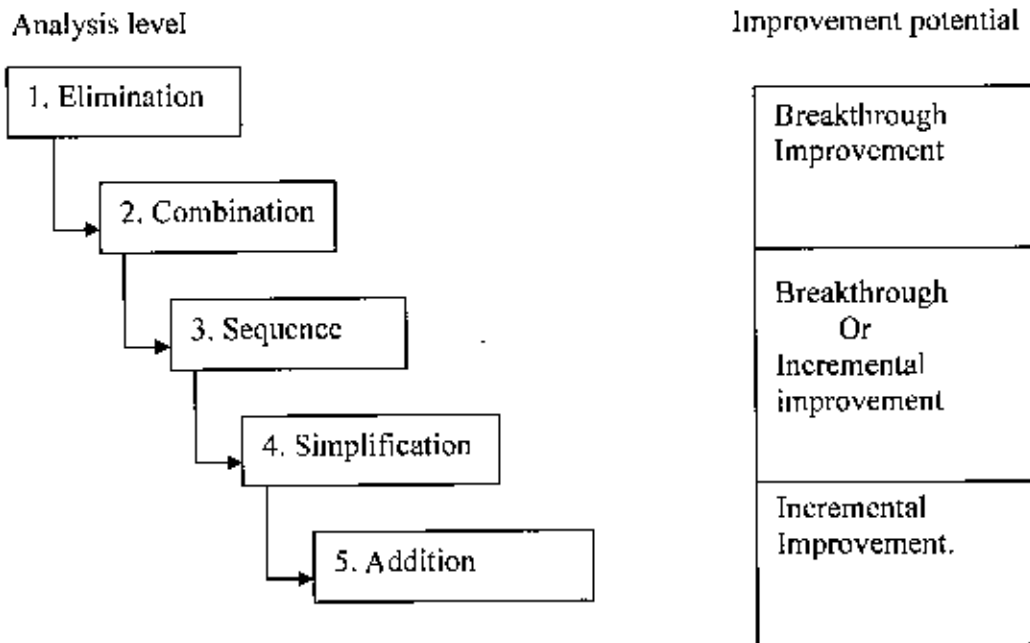 Analysis level
Improvement potential
1. Elimination
2. Combination
3. Sequence
4. Simplification
5. Addition
Breakthrough
Improvement
Breakthrough
Or
Incremental
improvement
Incremental
Improvement.